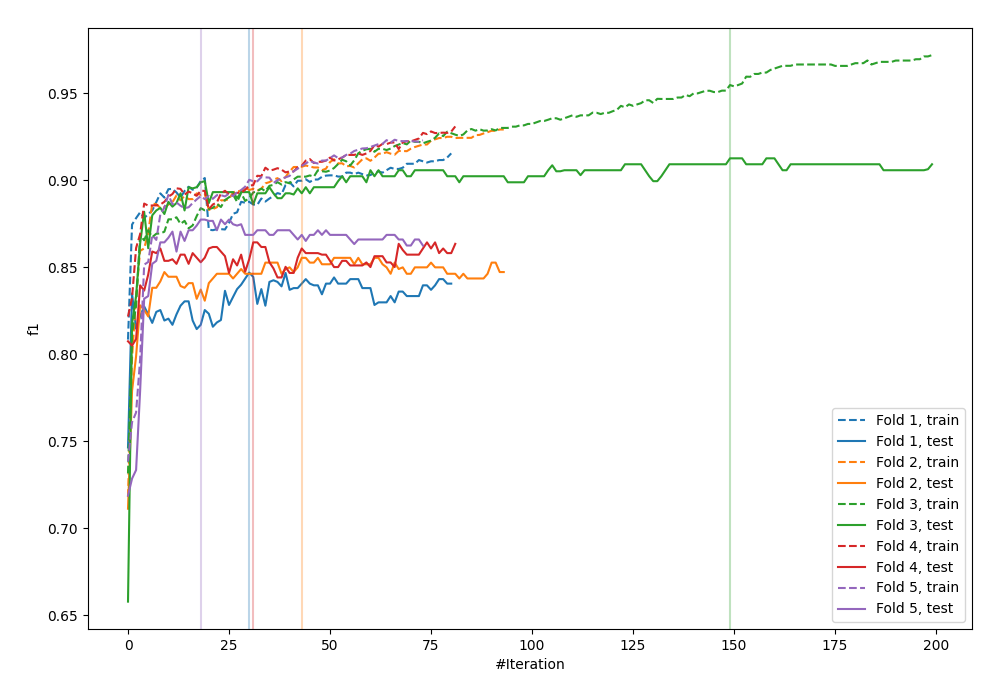 0.95
0.90
0.85
0.80
0.75
0.70
0.65
f1
0
25
50
75
100
125
150
175
200
#Iteration
Fold 1, train
Fold 1, test
Fold 2, train
Fold 2, test
Fold 3, train
Fold 3, test
Fold 4, train
Fold 4, test
Fold 5, train
Fold 5, test